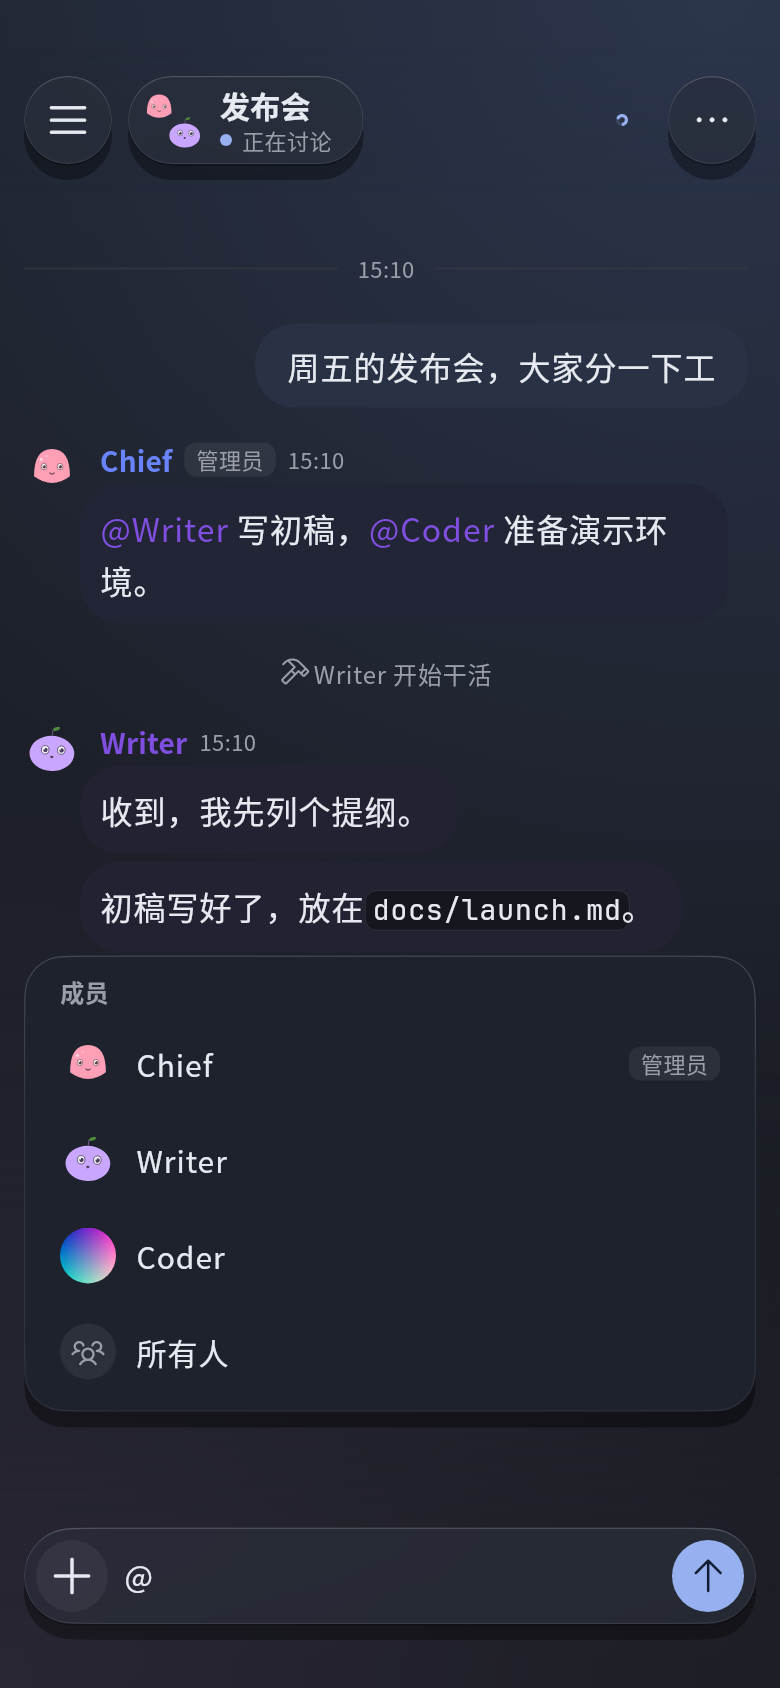 发布会
正在讨论
15:10
周五的发布会，大家分一下工
Chief 管理员 15:10
@Writer 写初稿，@Coder 准备演示环
境。
Writer 开始干活
Writer 15:10
收到，我先列个提纲。
初稿写好了，放在docs/launch.md。
成员
Chief 管理员
Writer
Coder
所有人
@